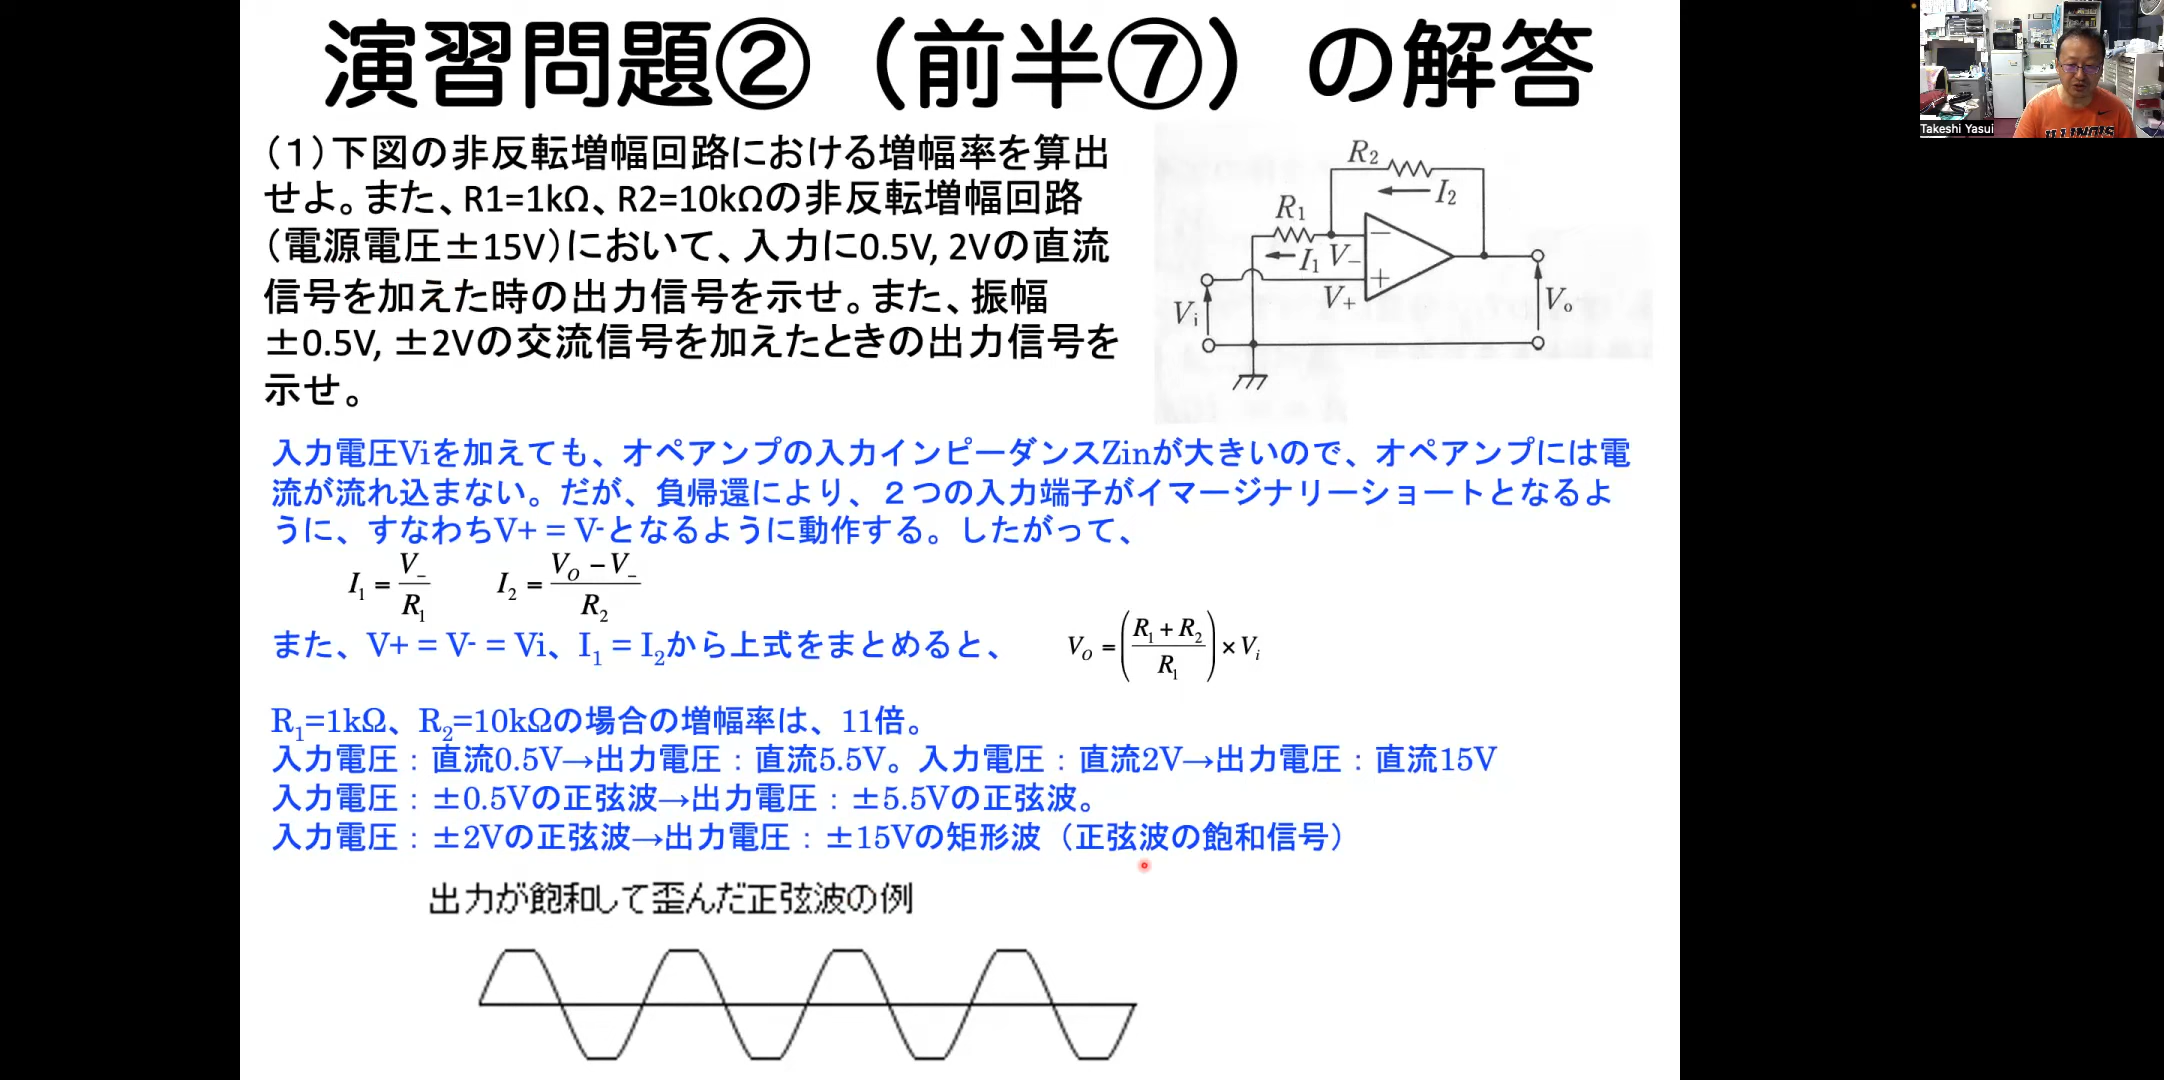 演習問題②（前半⑦）の解答
Takeshi Yasui
ILLINOIS
（１）下図の非反転増幅回路における増幅率を算出
せよ。また、R1=1kΩ、R2=10kΩの非反転増幅回路
（電源電圧±15V）において、入力に0.5V, 2Vの直流
信号を加えた時の出力信号を示せ。また、振幅
±0.5V, ±2Vの交流信号を加えたときの出力信号を
示せ。
R2
I2
R1
I1 V−
−
+
V+
Vi
Vo
入力電圧Viを加えても、オペアンプの入力インピーダンスZinが大きいので、オペアンプには電
流が流れ込まない。だが、負帰還により、２つの入力端子がイマージナリーショートとなるよ
うに、すなわちV+ = V-となるように動作する。したがって、
I₁ = V₋/R₁ I₂ = (V_O − V₋)/R₂
また、V+ = V- = Vi、I₁ = I₂から上式をまとめると、 V_O = ((R₁ + R₂)/R₁) × V_i
R₁=1kΩ、R₂=10kΩの場合の増幅率は、11倍。
入力電圧：直流0.5V→出力電圧：直流5.5V。入力電圧：直流2V→出力電圧：直流15V
入力電圧：±0.5Vの正弦波→出力電圧：±5.5Vの正弦波。
入力電圧：±2Vの正弦波→出力電圧：±15Vの矩形波（正弦波の飽和信号）
出力が飽和して歪んだ正弦波の例